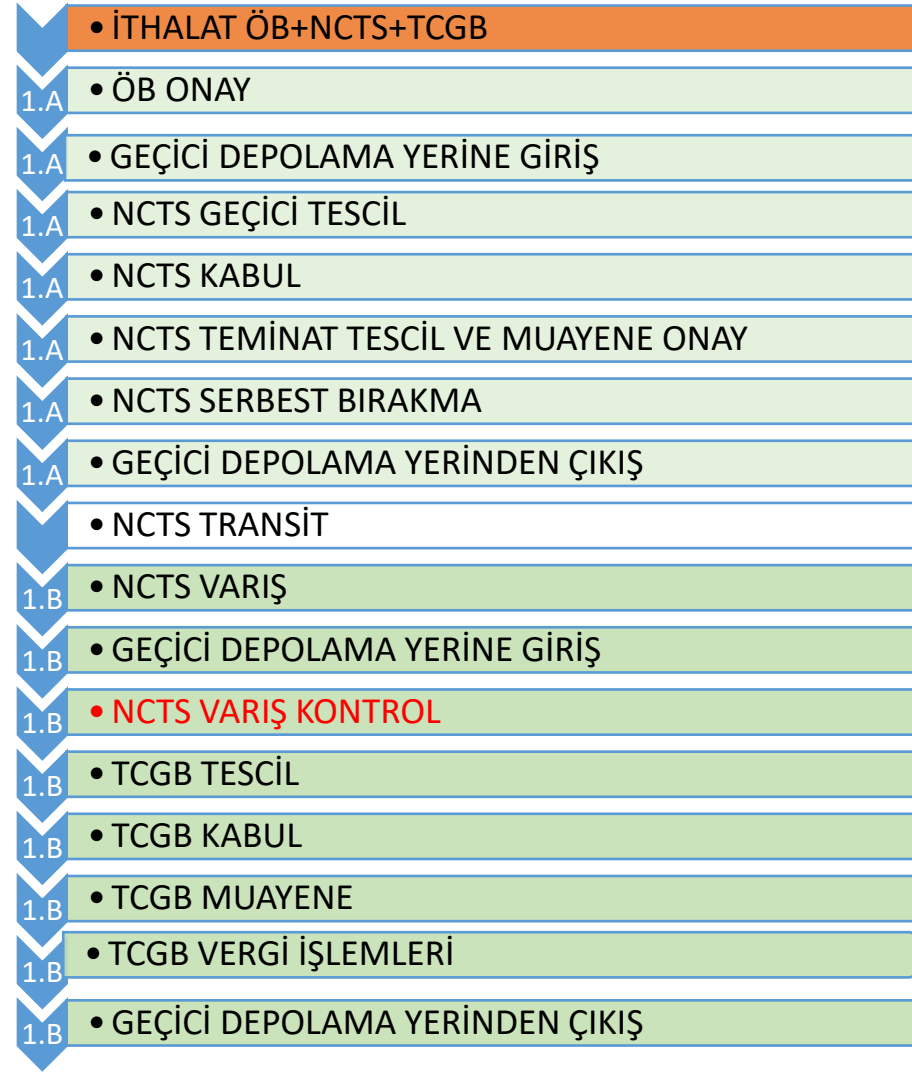 • İTHALAT ÖB+NCTS+TCGB
1.A • ÖB ONAY
1.A • GEÇİCİ DEPOLAMA YERİNE GİRİŞ
1.A • NCTS GEÇİCİ TESCİL
1.A • NCTS KABUL
1.A • NCTS TEMİNAT TESCİL VE MUAYENE ONAY
1.A • NCTS SERBEST BIRAKMA
1.A • GEÇİCİ DEPOLAMA YERİNDEN ÇIKIŞ
• NCTS TRANSİT
1.B • NCTS VARIŞ
1.B • GEÇİCİ DEPOLAMA YERİNE GİRİŞ
1.B • NCTS VARIŞ KONTROL
1.B • TCGB TESCİL
1.B • TCGB KABUL
1.B • TCGB MUAYENE
1.B • TCGB VERGİ İŞLEMLERİ
1.B • GEÇİCİ DEPOLAMA YERİNDEN ÇIKIŞ